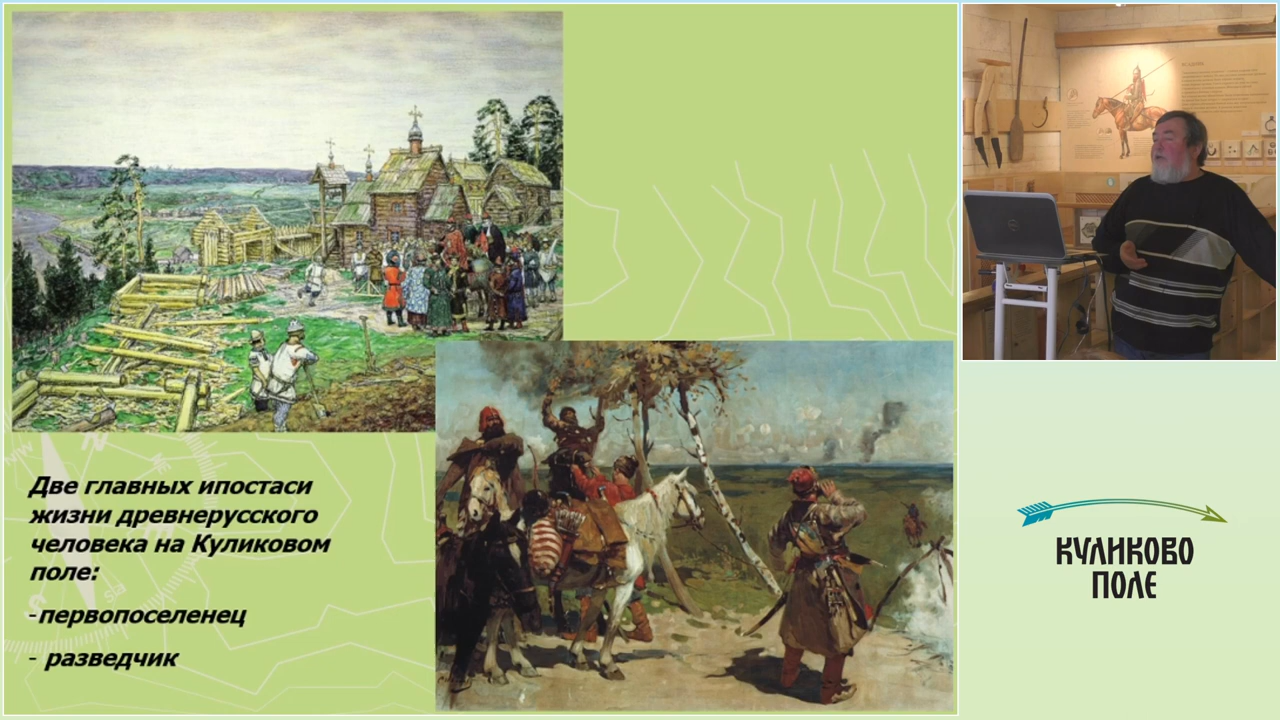 Две главных ипостаси
жизни древнерусского
человека на Куликовом
поле:
-первопоселенец
- разведчик
КУЛИКОВО
ПОЛЕ